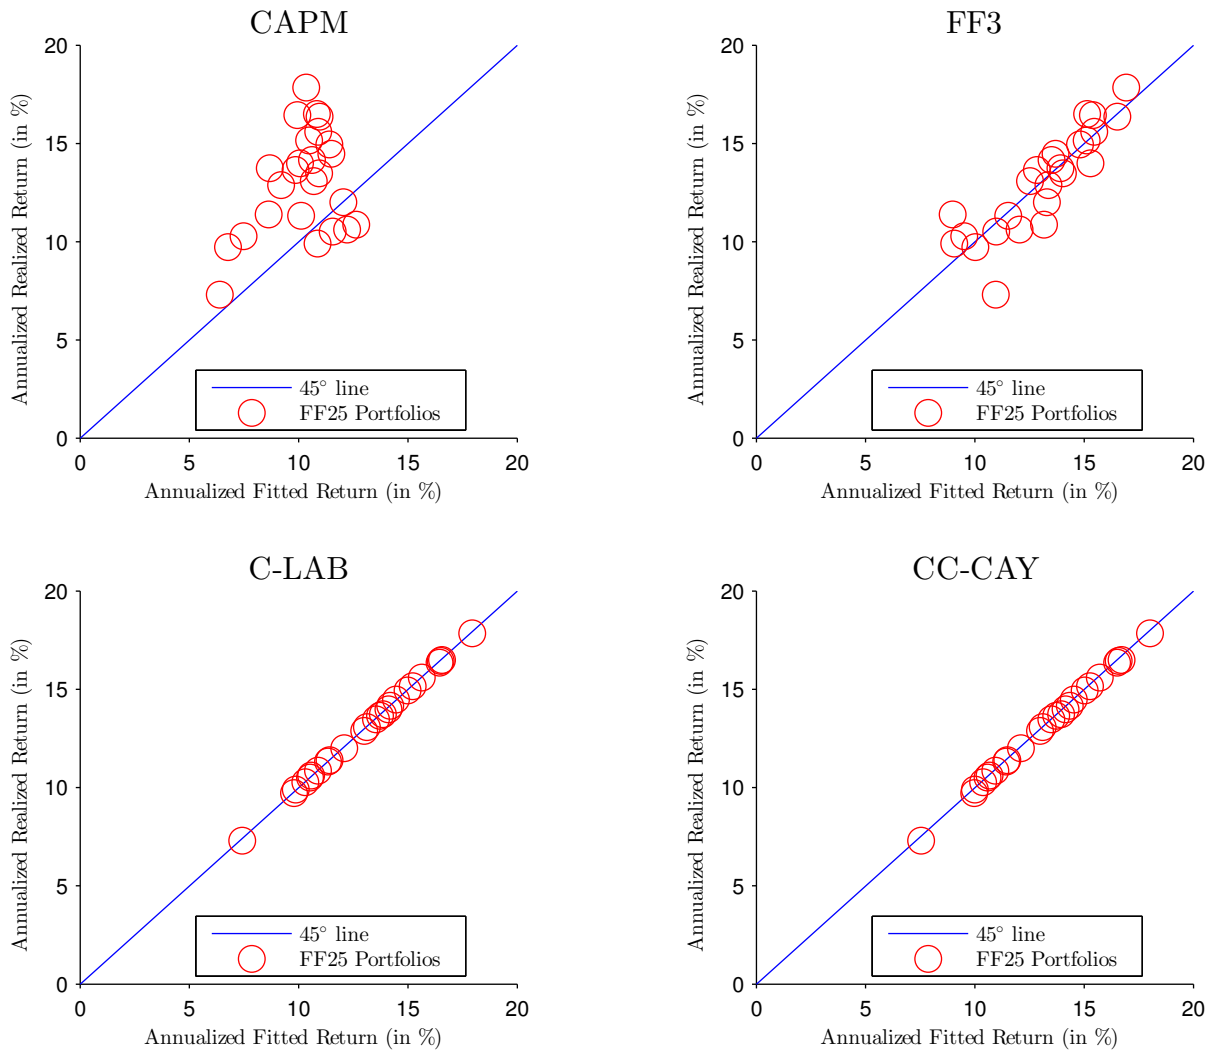 CAPM
20
15
10
5
0
Annualized Realized Return (in %)
45° line
FF25 Portfolios
0 5 10 15 20
Annualized Fitted Return (in %)
FF3
20
15
10
5
0
Annualized Realized Return (in %)
45° line
FF25 Portfolios
0 5 10 15 20
Annualized Fitted Return (in %)
C-LAB
20
15
10
5
0
Annualized Realized Return (in %)
45° line
FF25 Portfolios
0 5 10 15 20
Annualized Fitted Return (in %)
CC-CAY
20
15
10
5
0
Annualized Realized Return (in %)
45° line
FF25 Portfolios
0 5 10 15 20
Annualized Fitted Return (in %)